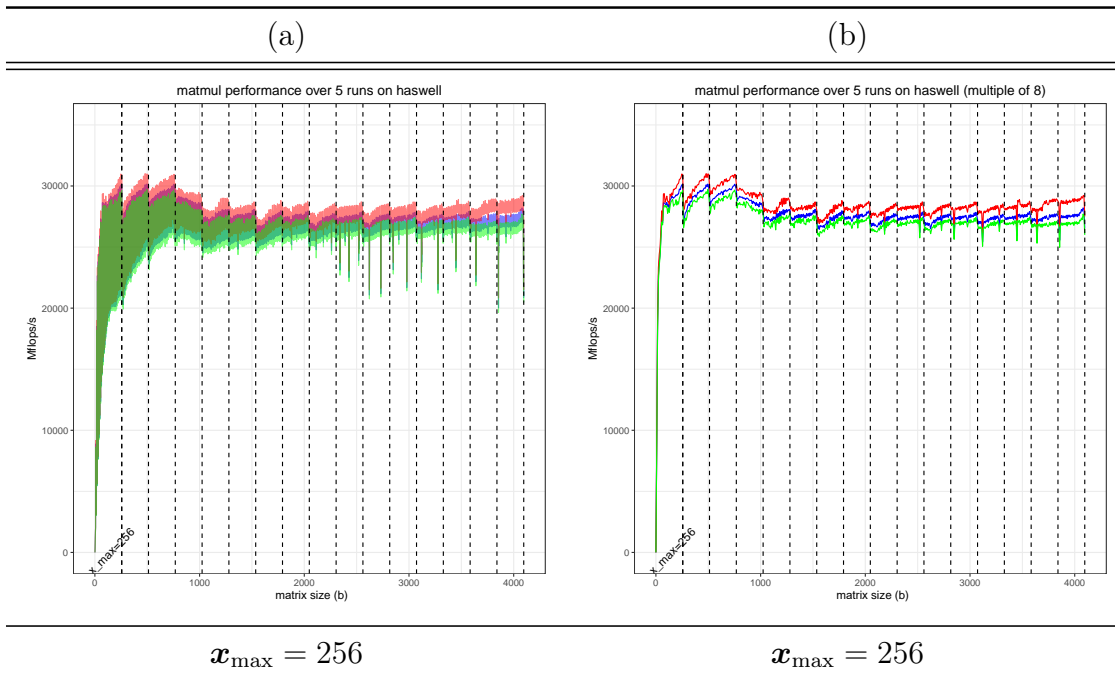 (a) (b)
matmul performance over 5 runs on haswell
30000
20000
10000
0
Mflops/s
x_max=256
0 1000 2000 3000 4000
matrix size (b)
matmul performance over 5 runs on haswell (multiple of 8)
30000
20000
10000
0
Mflops/s
x_max=256
0 1000 2000 3000 4000
matrix size (b)
x_max = 256 x_max = 256